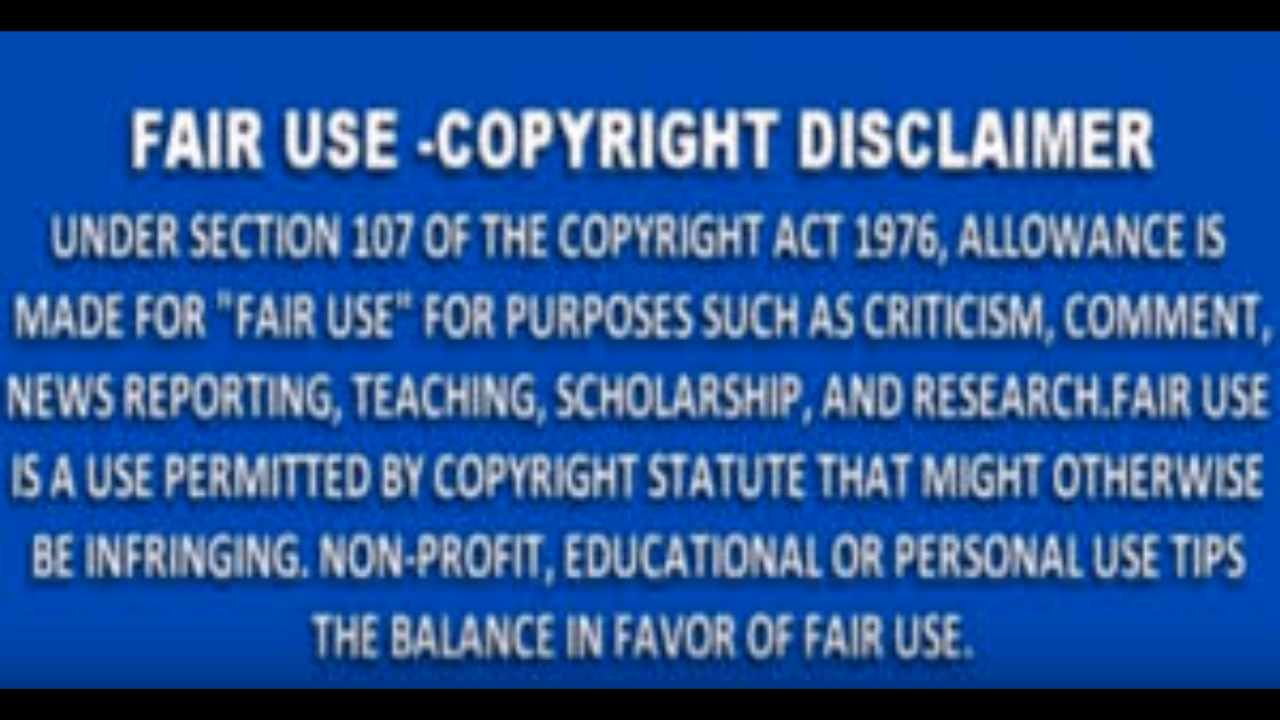 FAIR USE -COPYRIGHT DISCLAIMER
UNDER SECTION 107 OF THE COPYRIGHT ACT 1976, ALLOWANCE IS
MADE FOR "FAIR USE" FOR PURPOSES SUCH AS CRITICISM, COMMENT,
NEWS REPORTING, TEACHING, SCHOLARSHIP, AND RESEARCH.FAIR USE
IS A USE PERMITTED BY COPYRIGHT STATUTE THAT MIGHT OTHERWISE
BE INFRINGING. NON-PROFIT, EDUCATIONAL OR PERSONAL USE TIPS
THE BALANCE IN FAVOR OF FAIR USE.